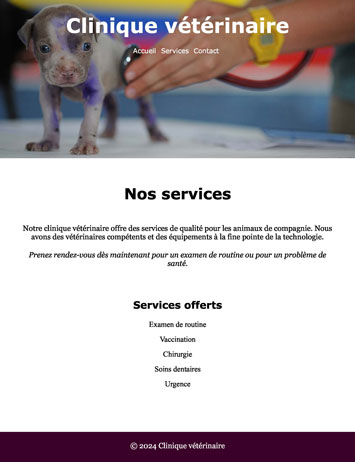 Clinique vétérinaire
Accueil Services Contact
Nos services
Notre clinique vétérinaire offre des services de qualité pour les animaux de compagnie. Nous
avons des vétérinaires compétents et des équipements à la fine pointe de la technologie.
Prenez rendez-vous dès maintenant pour un examen de routine ou pour un problème de
santé.
Services offerts
Examen de routine
Vaccination
Chirurgie
Soins dentaires
Urgence
© 2024 Clinique vétérinaire